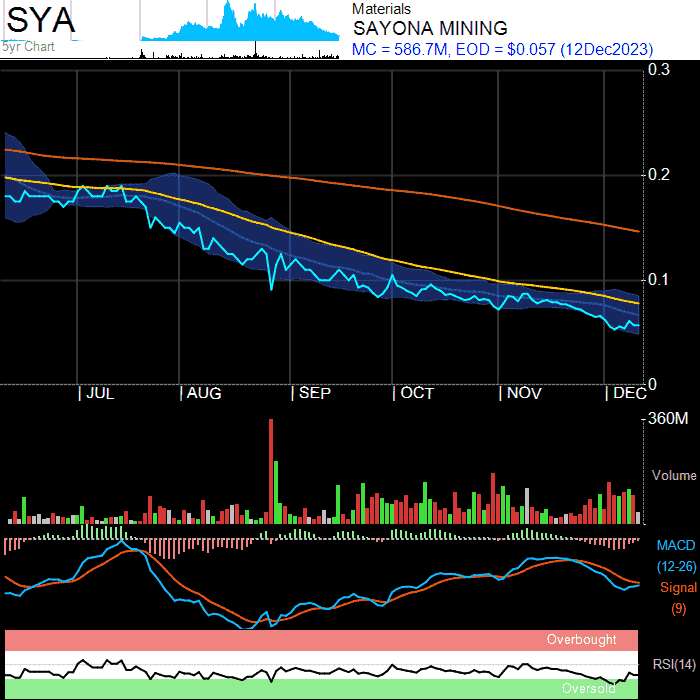 SYA
5yr Chart
Materials
SAYONA MINING
MC = 586.7M, EOD = $0.057 (12Dec2023)
0.3
0.2
0.1
0
| JUL | AUG | SEP | OCT | NOV | DEC
360M
Volume
MACD
(12-26)
Signal
(9)
Overbought
RSI(14)
Oversold